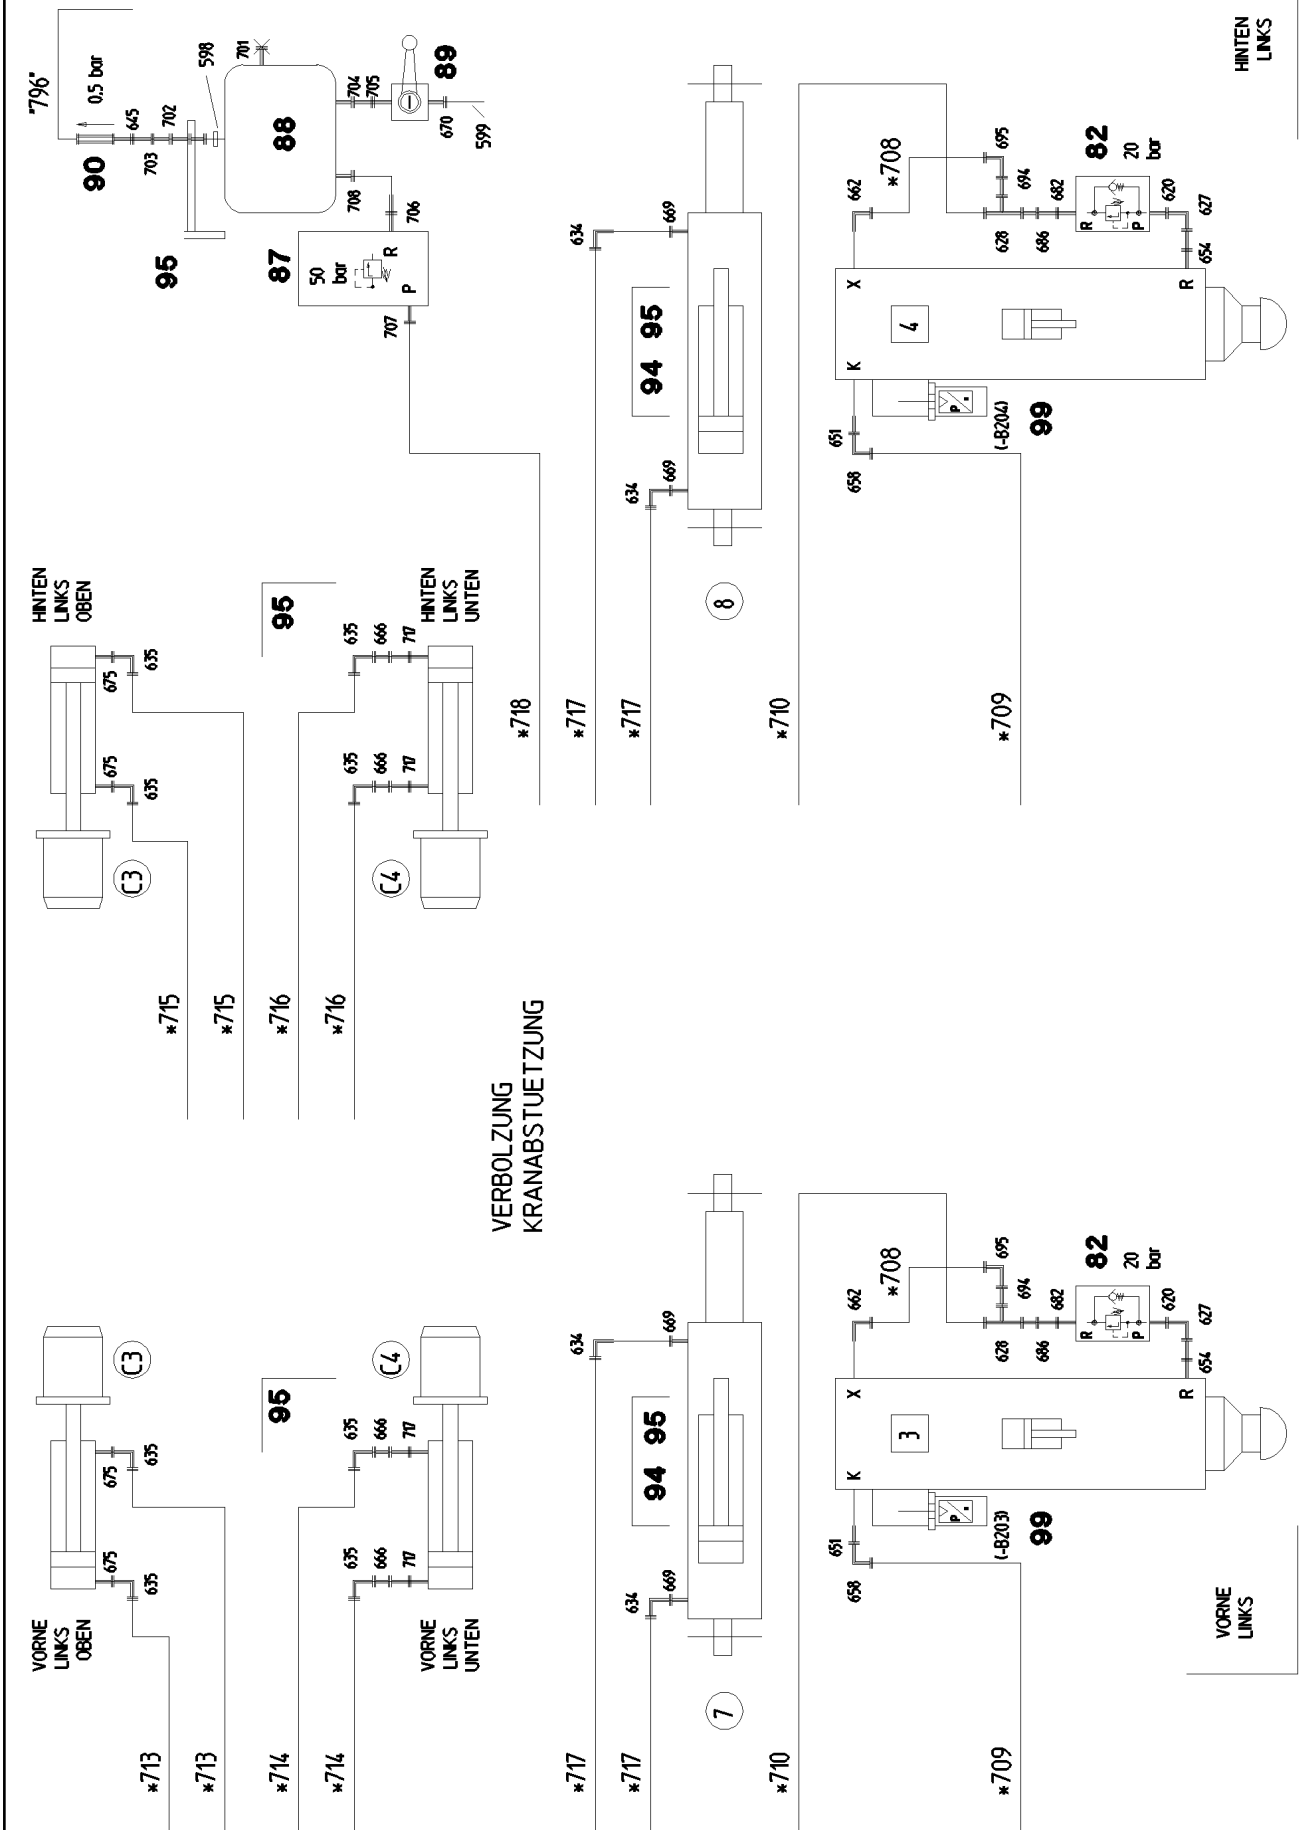 "796"
0.5 bar
90
645
703
702
598
701
95
88
704
705
89
670
599
708
706
87
50
bar
R
P
707
HINTEN
LINKS
OBEN
675
635
675
635
C3
95
635
666
717
635
666
717
HINTEN
LINKS
UNTEN
C4
*715
*715
*716
*716
*718
*717
*717
*710
*709
634
669
94 95
634
669
8
662
*708
695
694
628
686
682
82
20
bar
R
P
620
627
654
X
R
4
K
651
658
P
(-B204)
99
HINTEN
LINKS
VERBOLZUNG
KRANABSTUETZUNG
C3
675
635
675
635
VORNE
LINKS
OBEN
C4
95
635
666
717
635
666
717
VORNE
LINKS
UNTEN
*713
*713
*714
*714
*717
*717
*710
*709
634
669
94 95
634
669
7
662
*708
695
694
628
686
682
82
20
bar
R
P
620
627
654
X
R
3
K
651
658
P
(-B203)
99
VORNE
LINKS